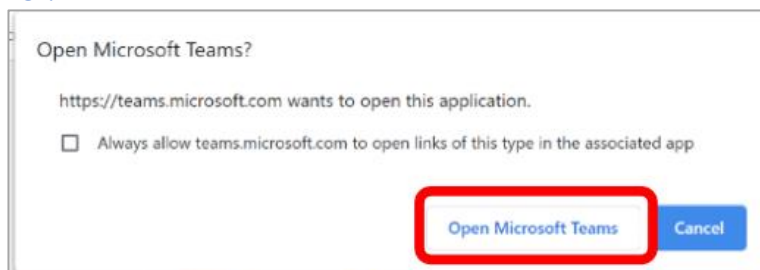 Open Microsoft Teams?
https://teams.microsoft.com wants to open this application.
Always allow teams.microsoft.com to open links of this type in the associated app
Open Microsoft Teams Cancel